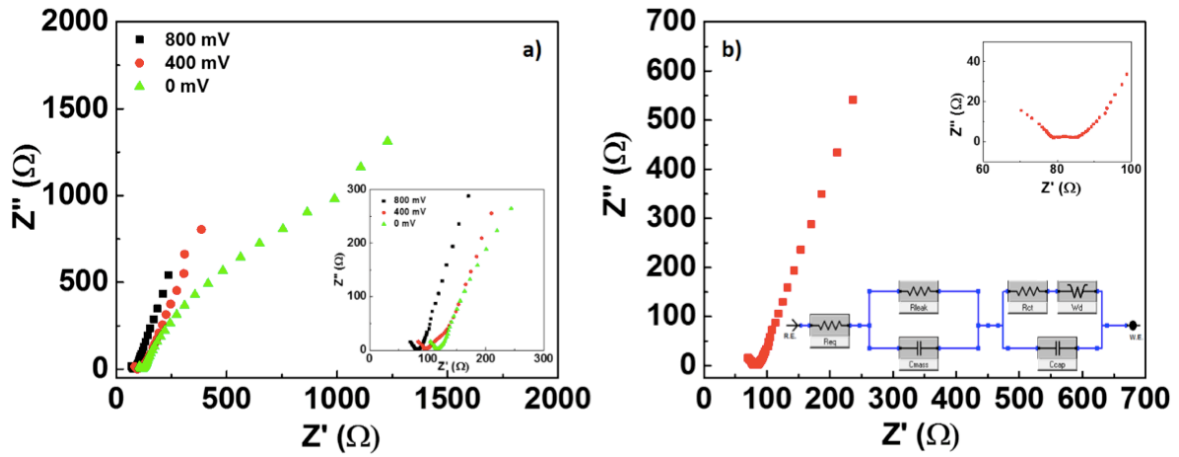 a)
800 mV
400 mV
0 mV
2000
1500
1000
500
0
Z'' (Ω)
0 500 1000 1500 2000
Z' (Ω)
300
200
100
0
Z'' (Ω)
800 mV
400 mV
0 mV
0 100 200 300
Z' (Ω)
b)
700
600
500
400
300
200
100
0
Z'' (Ω)
0 100 200 300 400 500 600 700
Z' (Ω)
40
20
0
Z'' (Ω)
60 80 100
Z' (Ω)
R.E.
Req
Rleak
Cmass
Rct
Wd
Ccap
W.E.